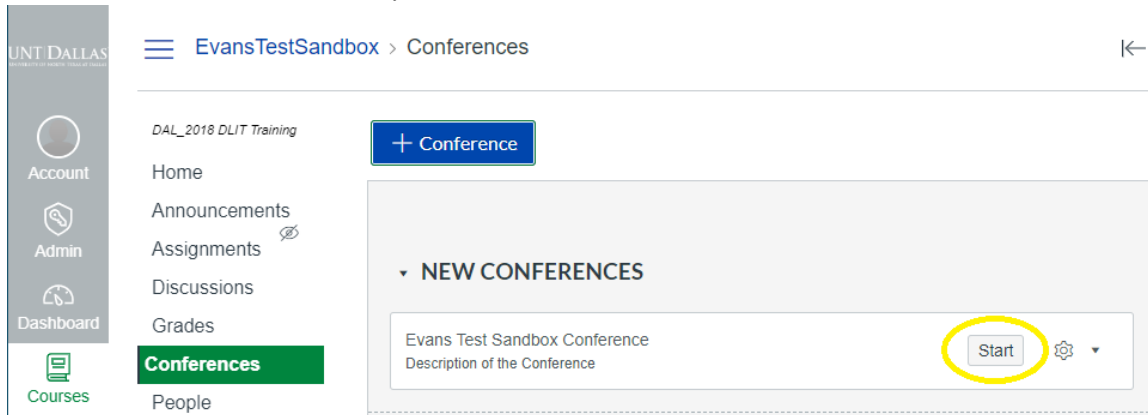 UNT DALLAS
EvansTestSandbox > Conferences
DAL_2018 DLIT Training
Home
Announcements
Assignments
Discussions
Grades
Conferences
People
Account
Admin
Dashboard
Courses
+ Conference
NEW CONFERENCES
Evans Test Sandbox Conference
Description of the Conference
Start